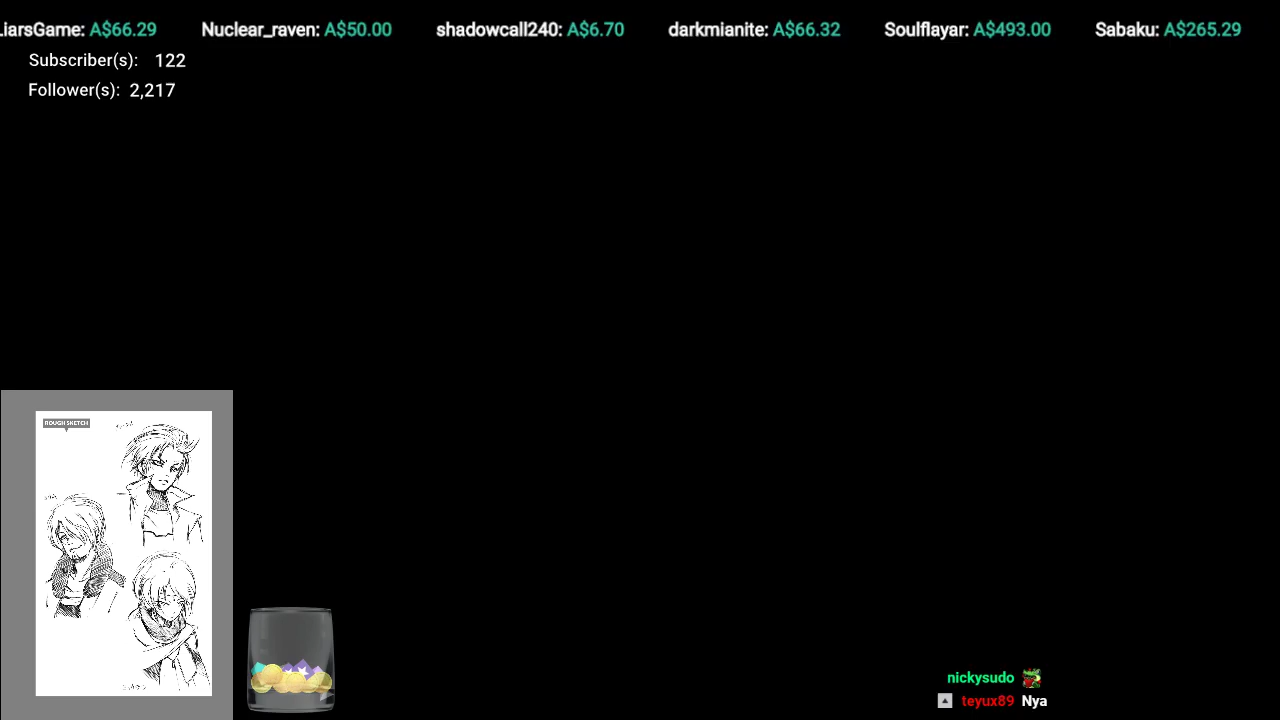 LiarsGame: A$66.29 Nuclear_raven: A$50.00 shadowcall240: A$6.70 darkmianite: A$66.32 Soulflayar: A$493.00 Sabaku: A$265.29
Subscriber(s): 122
Follower(s): 2,217
ROUGH SKETCH
nickysudo
teyux89 Nya